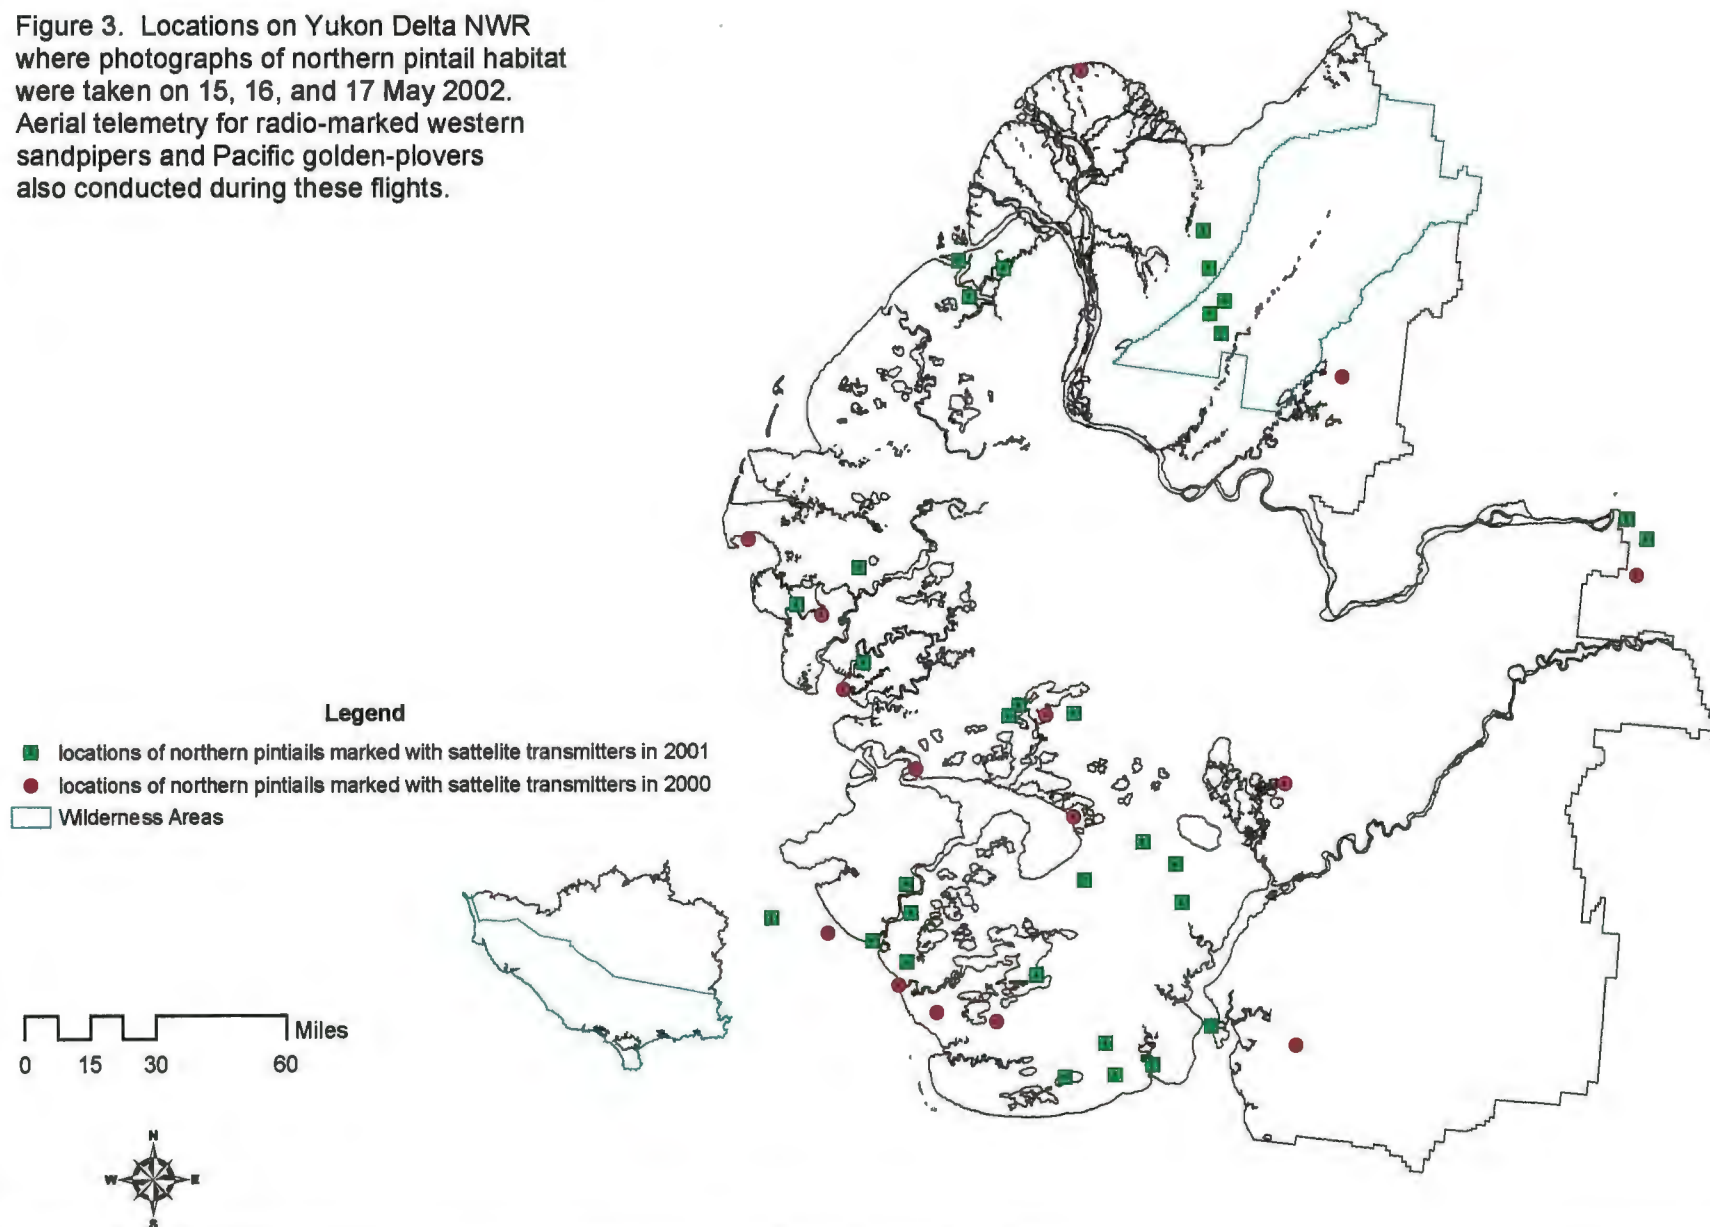 Figure 3. Locations on Yukon Delta NWR
where photographs of northern pintail habitat
were taken on 15, 16, and 17 May 2002.
Aerial telemetry for radio-marked western
sandpipers and Pacific golden-plovers
also conducted during these flights.
Legend
locations of northern pintiails marked with sattelite transmitters in 2001
locations of northern pintiails marked with sattelite transmitters in 2000
Wilderness Areas
Miles
0 15 30 60
N
W E
S